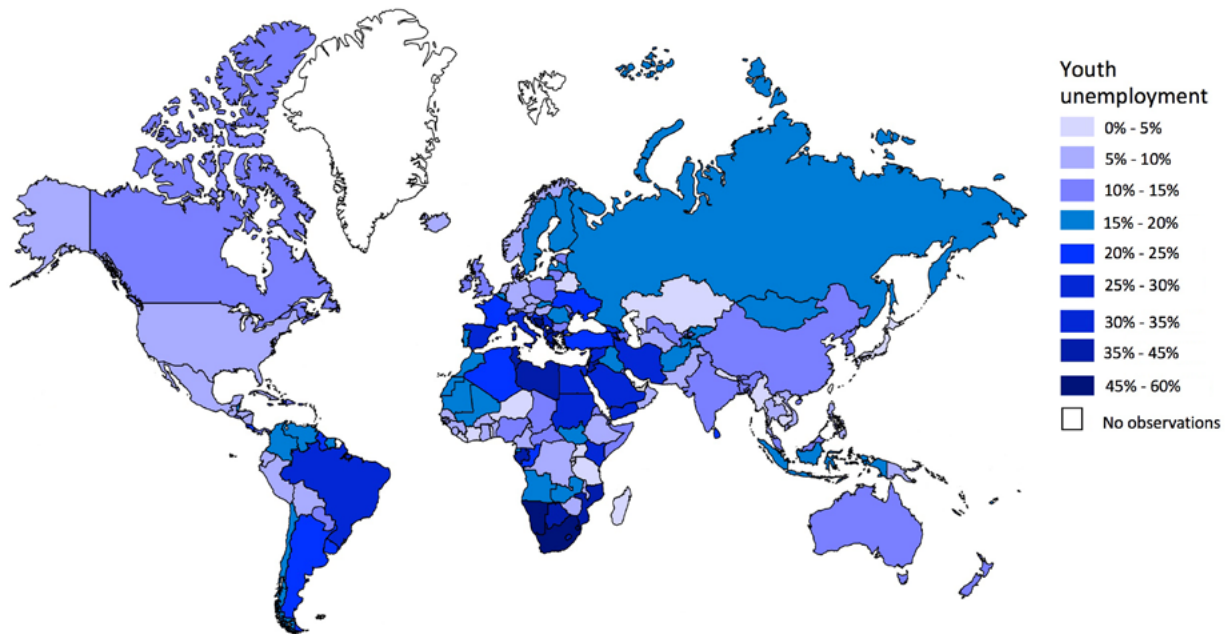 Youth
unemployment
0% - 5%
5% - 10%
10% - 15%
15% - 20%
20% - 25%
25% - 30%
30% - 35%
35% - 45%
45% - 60%
No observations